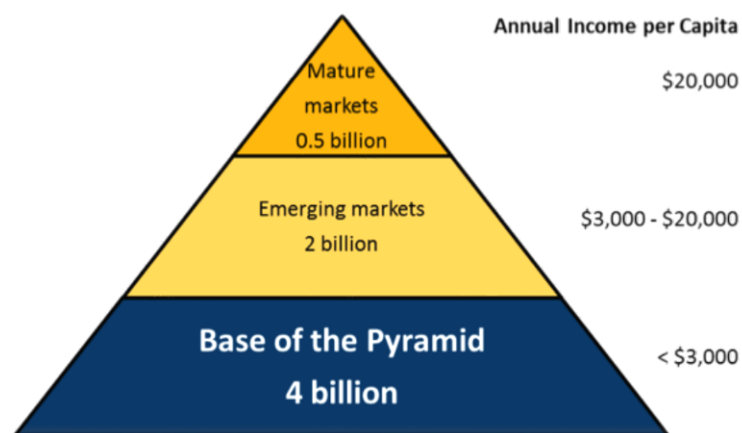 Annual Income per Capita
Mature
markets
0.5 billion
$20,000
Emerging markets
2 billion
$3,000 - $20,000
Base of the Pyramid
4 billion
< $3,000